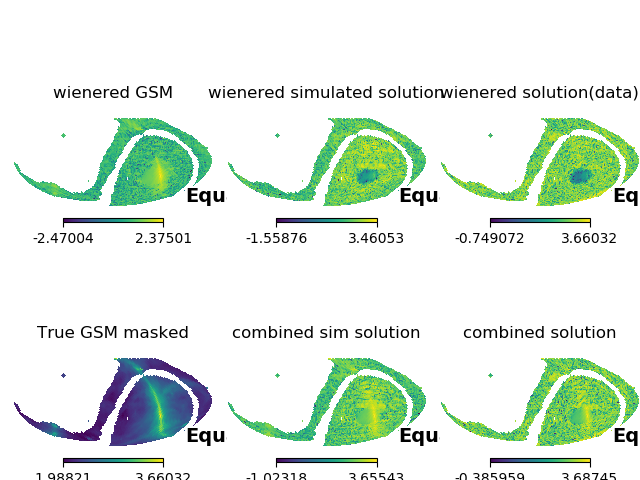 wienered GSM
wienered simulated solution
wienered solution(data)
Equ
Equ
Eq
-2.47004 2.37501
-1.55876 3.46053
-0.749072 3.66032
True GSM masked
combined sim solution
combined solution
Equ
Equ
Eq
1.98821 3.66032
-1.02318 3.65543
-0.385959 3.68745